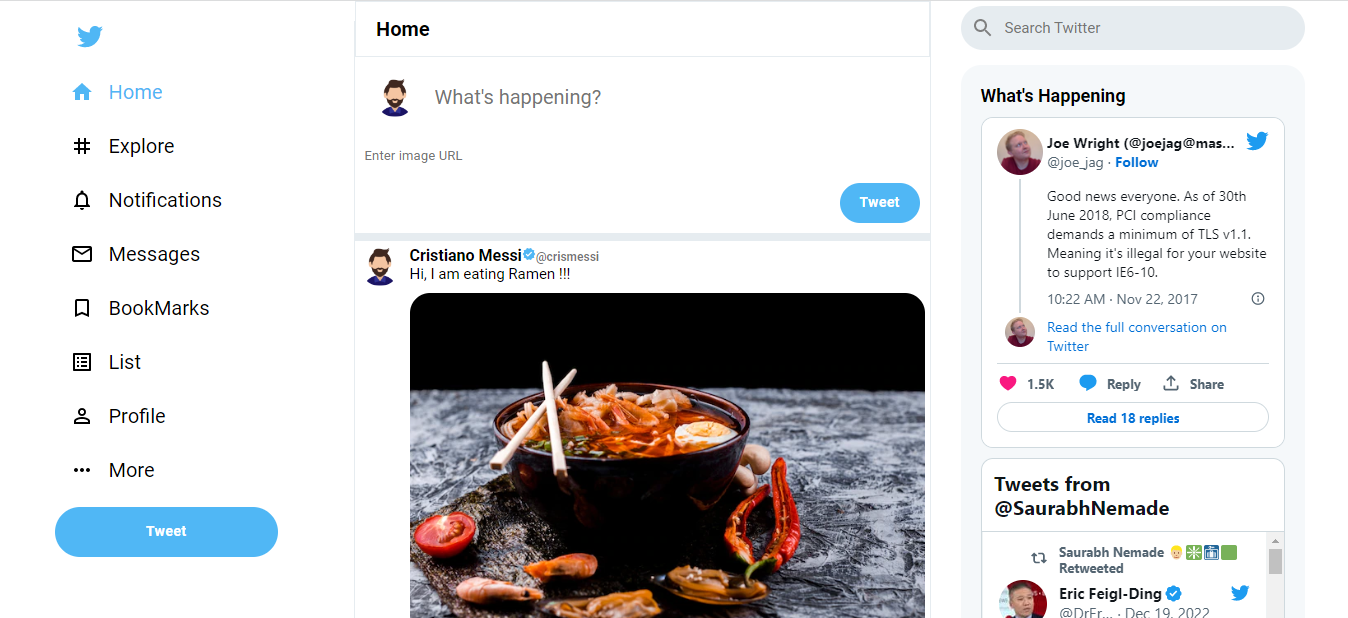 Home
Explore
Notifications
Messages
BookMarks
List
Profile
More
Tweet
Home
What's happening?
Enter image URL
Tweet
Cristiano Messi @crismessi
Hi, I am eating Ramen !!!
Search Twitter
What's Happening
Joe Wright (@joejag@mas...
@joe_jag · Follow
Good news everyone. As of 30th
June 2018, PCI compliance
demands a minimum of TLS v1.1.
Meaning it's illegal for your website
to support IE6-10.
10:22 AM · Nov 22, 2017
Read the full conversation on
Twitter
1.5K Reply Share
Read 18 replies
Tweets from
@SaurabhNemade
Saurabh Nemade
Retweeted
Eric Feigl-Ding
@DrEr... · Dec 19, 2022